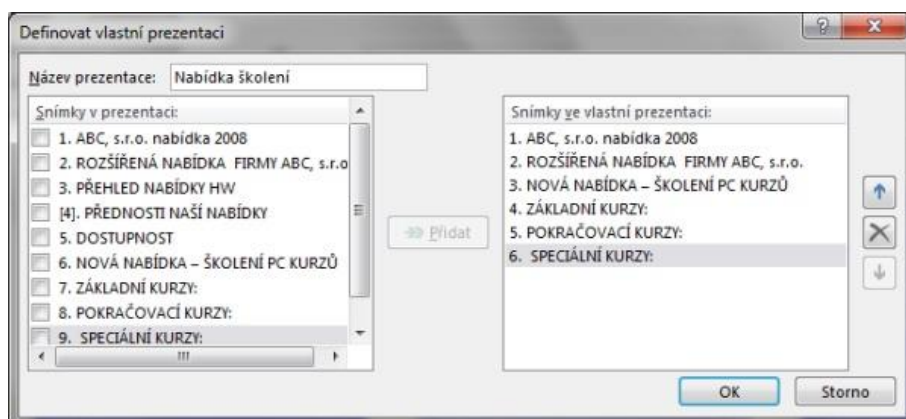 Definovat vlastní prezentaci
Název prezentace: Nabídka školení
Snímky v prezentaci:
1. ABC, s.r.o. nabídka 2008
2. ROZŠÍŘENÁ NABÍDKA FIRMY ABC, s.r.o
3. PŘEHLED NABÍDKY HW
[4]. PŘEDNOSTI NAŠÍ NABÍDKY
5. DOSTUPNOST
6. NOVÁ NABÍDKA – ŠKOLENÍ PC KURZŮ
7. ZÁKLADNÍ KURZY:
8. POKRAČOVACÍ KURZY:
9. SPECIÁLNÍ KURZY:
Přidat
Snímky ve vlastní prezentaci:
1. ABC, s.r.o. nabídka 2008
2. ROZŠÍŘENÁ NABÍDKA FIRMY ABC, s.r.o.
3. NOVÁ NABÍDKA – ŠKOLENÍ PC KURZŮ
4. ZÁKLADNÍ KURZY:
5. POKRAČOVACÍ KURZY:
6. SPECIÁLNÍ KURZY:
OK Storno